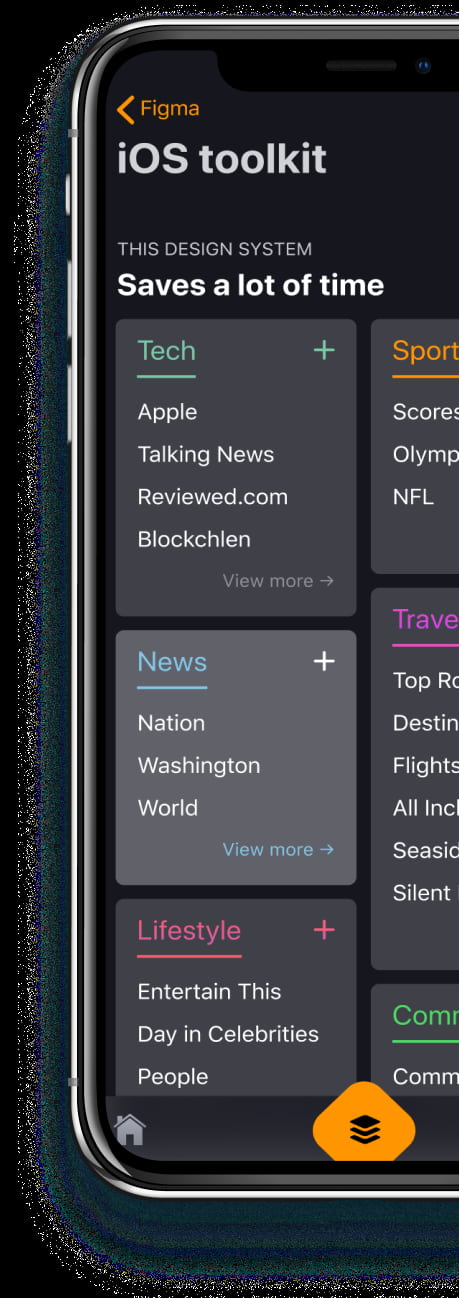 Figma
iOS toolkit
THIS DESIGN SYSTEM
Saves a lot of time
Tech
Apple
Talking News
Reviewed.com
Blockchlen
View more →
News
Nation
Washington
World
View more →
Lifestyle
Entertain This
Day in Celebrities
People
Sport
Scores
Olymp
NFL
Trave
Top Ro
Destin
Flights
All Incl
Seasid
Silent
Comm
Comm